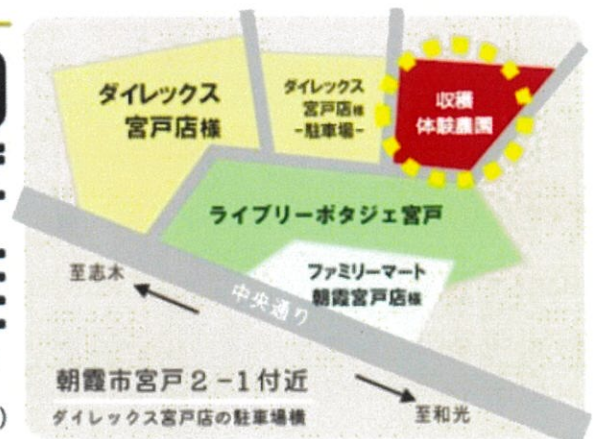 ダイレックス
宮戸店様
ダイレックス
宮戸店様
-駐車場-
収穫
体験農園
ライブリーポタジェ宮戸
ファミリーマート
朝霞宮戸店様
至志木
中央通り
朝霞市宮戸2-1付近
ダイレックス宮戸店の駐車場横
至和光
)